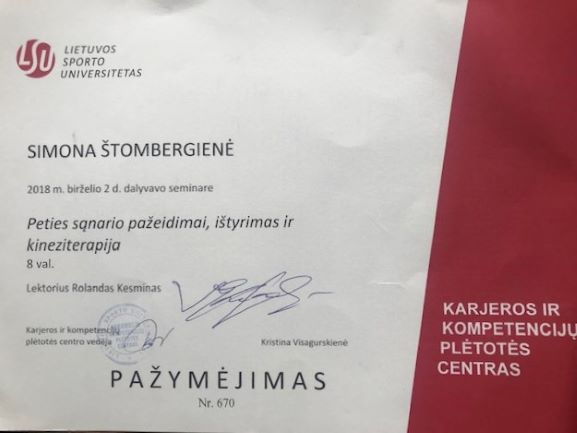 LSU
LIETUVOS
SPORTO
UNIVERSITETAS
SIMONA ŠTOMBERGIENĖ
2018 m. birželio 2 d. dalyvavo seminare
Peties sąnario pažeidimai, ištyrimas ir
kineziterapija
8 val.
Lektorius Rolandas Kesminas
Karjeros ir kompetencijų
plėtotės centro vedėja
Kristina Visagurskienė
PAŽYMĖJIMAS
Nr. 670
KARJEROS IR
KOMPETENCIJŲ
PLĖTOTĖS
CENTRAS